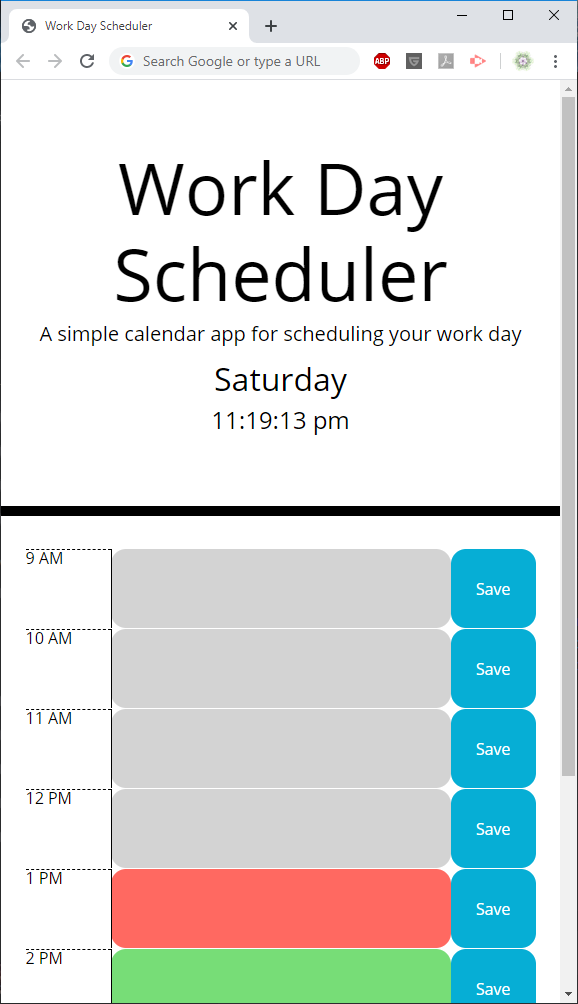 Work Day Scheduler
Search Google or type a URL
ABP
Work Day
Scheduler
A simple calendar app for scheduling your work day
Saturday
11:19:13 pm
9 AM
Save
10 AM
Save
11 AM
Save
12 PM
Save
1 PM
Save
2 PM
Save